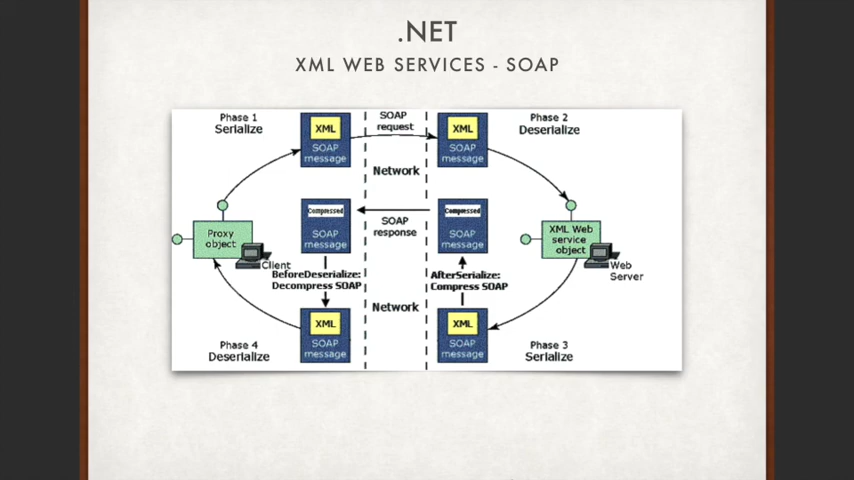 .NET
XML WEB SERVICES - SOAP
Phase 1
Serialize
XML
SOAP
message
SOAP
request
XML
SOAP
message
Phase 2
Deserialize
Network
Compressed
SOAP
message
SOAP
response
Compressed
SOAP
message
Proxy
object
Client
XML Web
service
object
Web
Server
BeforeDeserialize:
Decompress SOAP
AfterSerialize:
Compress SOAP
Network
Phase 4
Deserialize
XML
SOAP
message
XML
SOAP
message
Phase 3
Serialize